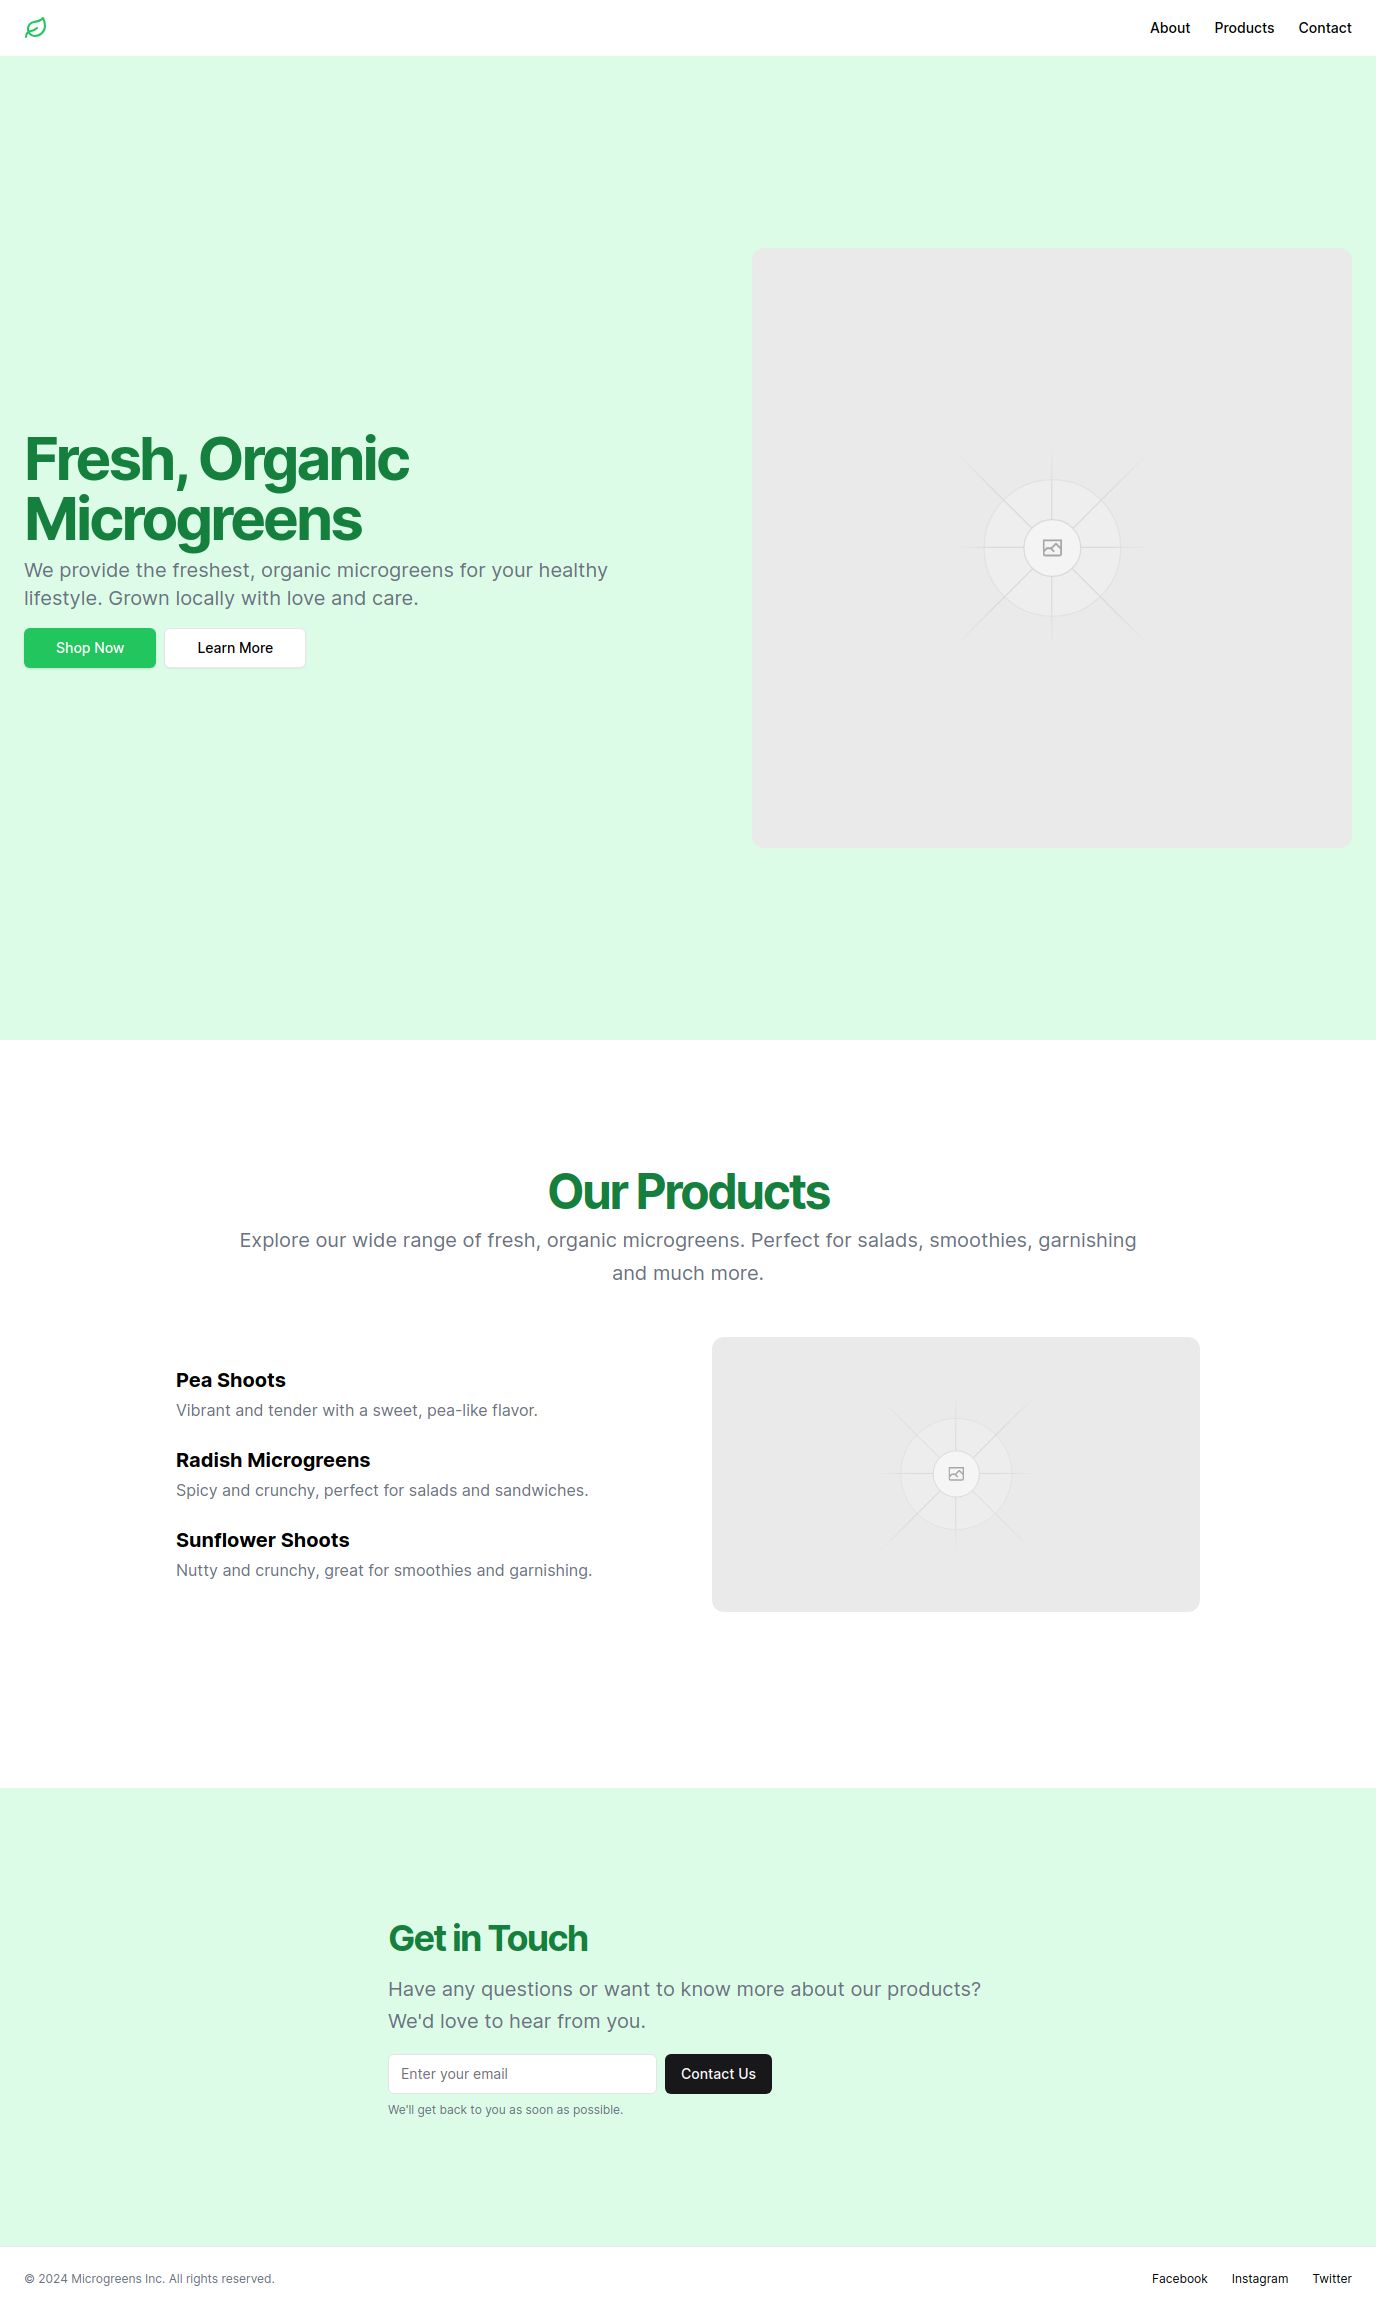 About Products Contact
Fresh, Organic
Microgreens
We provide the freshest, organic microgreens for your healthy
lifestyle. Grown locally with love and care.
Shop Now Learn More
Our Products
Explore our wide range of fresh, organic microgreens. Perfect for salads, smoothies, garnishing
and much more.
Pea Shoots
Vibrant and tender with a sweet, pea-like flavor.
Radish Microgreens
Spicy and crunchy, perfect for salads and sandwiches.
Sunflower Shoots
Nutty and crunchy, great for smoothies and garnishing.
Get in Touch
Have any questions or want to know more about our products?
We'd love to hear from you.
Enter your email Contact Us
We'll get back to you as soon as possible.
© 2024 Microgreens Inc. All rights reserved. Facebook Instagram Twitter